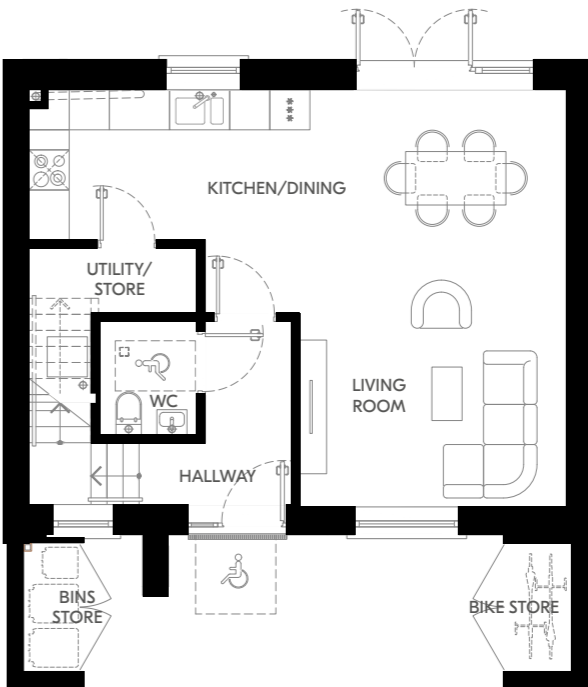 KITCHEN/DINING
UTILITY/
STORE
WC
LIVING
ROOM
HALLWAY
BINS
STORE
BIKE STORE